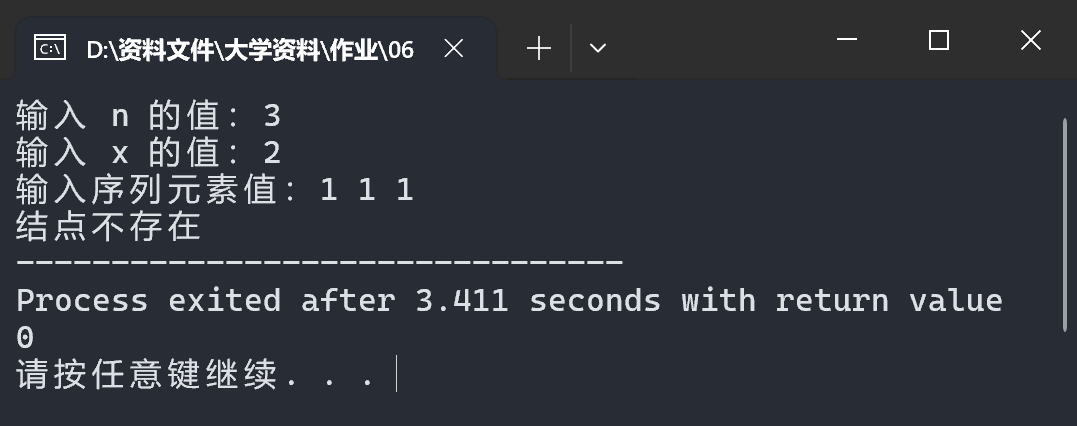 D:\资料文件\大学资料\作业\06
输入 n 的值: 3
输入 x 的值: 2
输入序列元素值: 1 1 1
结点不存在
--------------------------------
Process exited after 3.411 seconds with return value
0
请按任意键继续. . .